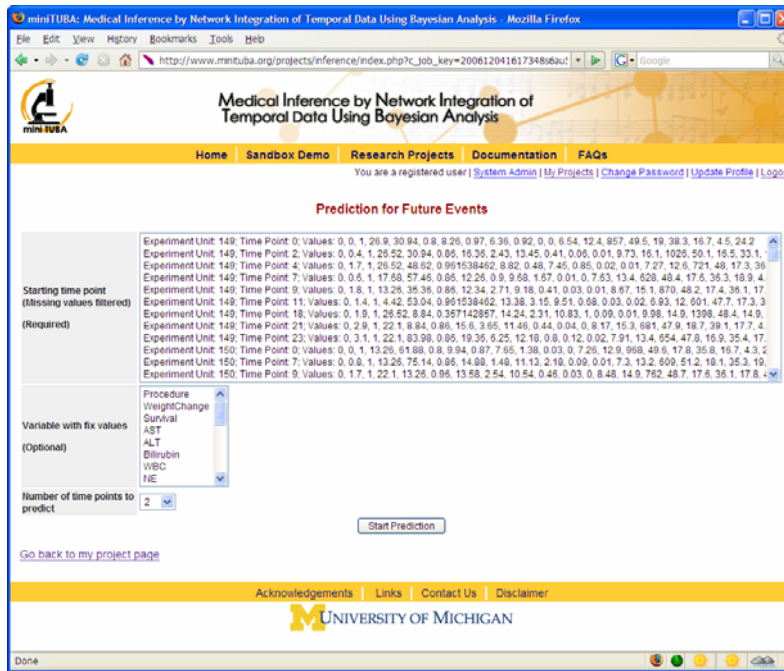 miniTUBA: Medical Inference by Network Integration of Temporal Data Using Bayesian Analysis - Mozilla Firefox
File Edit View History Bookmarks Tools Help
http://www.minituba.org/projects/inference/index.php?c_job_key=200612041617348s6au Google
Medical Inference by Network Integration of
Temporal Data Using Bayesian Analysis
mini TUBA
Home Sandbox Demo Research Projects Documentation FAQs
You are a registered user | System Admin | My Projects | Change Password | Update Profile | Logo
Prediction for Future Events
Starting time point
(Missing values filtered)
(Required)
Experiment Unit: 149; Time Point: 0; Values: 0, 0, 1, 26.9, 30.94, 0.8, 8.26, 0.97, 6.36, 0.92, 0, 0, 6.54, 12.4, 857, 49.5, 19, 38.3, 16.7, 4.5, 24.2
Experiment Unit: 149; Time Point: 2; Values: 0, 0.4, 1, 26.52, 30.94, 0.86, 16.36, 2.43, 13.45, 0.41, 0.06, 0.01, 9.73, 16.1, 1026, 50.1, 16.5, 33.1,
Experiment Unit: 149; Time Point: 4; Values: 0, 1.7, 1, 26.52, 48.62, 0.961538462, 8.82, 0.48, 7.45, 0.85, 0.02, 0.01, 7.27, 12.6, 721, 48, 17.3, 36
Experiment Unit: 149; Time Point: 7; Values: 0, 0.6, 1, 17.68, 57.46, 0.86, 12.26, 0.9, 9.68, 1.67, 0.01, 0, 7.63, 13.4, 628, 48.4, 17.6, 36.3, 18.9, 4.
Experiment Unit: 149; Time Point: 9; Values: 0, 1.8, 1, 13.26, 35.36, 0.86, 12.34, 2.71, 9.18, 0.41, 0.03, 0.01, 8.67, 15.1, 870, 48.2, 17.4, 36.1, 17.
Experiment Unit: 149; Time Point: 11; Values: 0, 1.4, 1, 4.42, 53.04, 0.961538462, 13.38, 3.15, 9.51, 0.68, 0.03, 0.02, 6.93, 12, 601, 47.7, 17.3, 3
Experiment Unit: 149; Time Point: 18; Values: 0, 1.9, 1, 26.52, 8.84, 0.357142857, 14.24, 2.31, 10.83, 1, 0.09, 0.01, 9.98, 14.9, 1398, 48.4, 14.9,
Experiment Unit: 149; Time Point: 21; Values: 0, 2.9, 1, 22.1, 8.84, 0.86, 15.6, 3.65, 11.46, 0.44, 0.04, 0, 8.17, 15.3, 681, 47.9, 18.7, 39.1, 17.7, 4.
Experiment Unit: 149; Time Point: 23; Values: 0, 3.1, 1, 22.1, 83.98, 0.86, 19.36, 6.25, 12.18, 0.8, 0.12, 0.02, 7.91, 13.4, 654, 47.8, 16.9, 35.4, 17.
Experiment Unit: 150; Time Point: 0; Values: 0, 0, 1, 13.26, 61.88, 0.8, 9.94, 0.87, 7.65, 1.38, 0.03, 0, 7.26, 12.9, 968, 49.6, 17.8, 35.8, 16.7, 4.3, 2
Experiment Unit: 150; Time Point: 7; Values: 0, 0.8, 1, 13.26, 75.14, 0.86, 14.88, 1.48, 11.13, 2.18, 0.09, 0.01, 7.3, 13.2, 609, 51.2, 18.1, 35.3, 19.
Experiment Unit: 150; Time Point: 9; Values: 0, 1.7, 1, 22.1, 13.26, 0.96, 13.58, 2.54, 10.54, 0.46, 0.03, 0, 8.48, 14.9, 762, 48.7, 17.6, 36.1, 17.8, 4
Variable with fix values
(Optional)
Procedure
WeightChange
Survival
AST
ALT
Bilirubin
WBC
NE
Number of time points to
predict
2
Start Prediction
Go back to my project page
Acknowledgements Links Contact Us Disclaimer
M UNIVERSITY OF MICHIGAN
Done